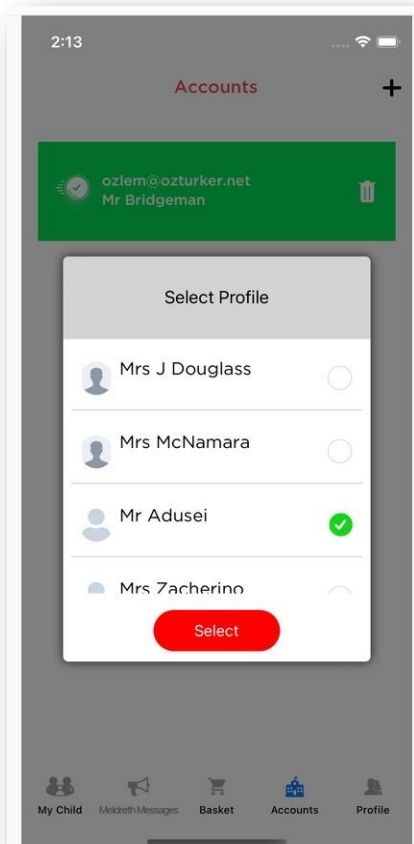 2:13
Accounts
+
ozlem@ozturker.net
Mr Bridgeman
Select Profile
Mrs J Douglass
Mrs McNamara
Mr Adusei
Mrs Zacherino
Select
My Child Meldreth Messages Basket Accounts Profile